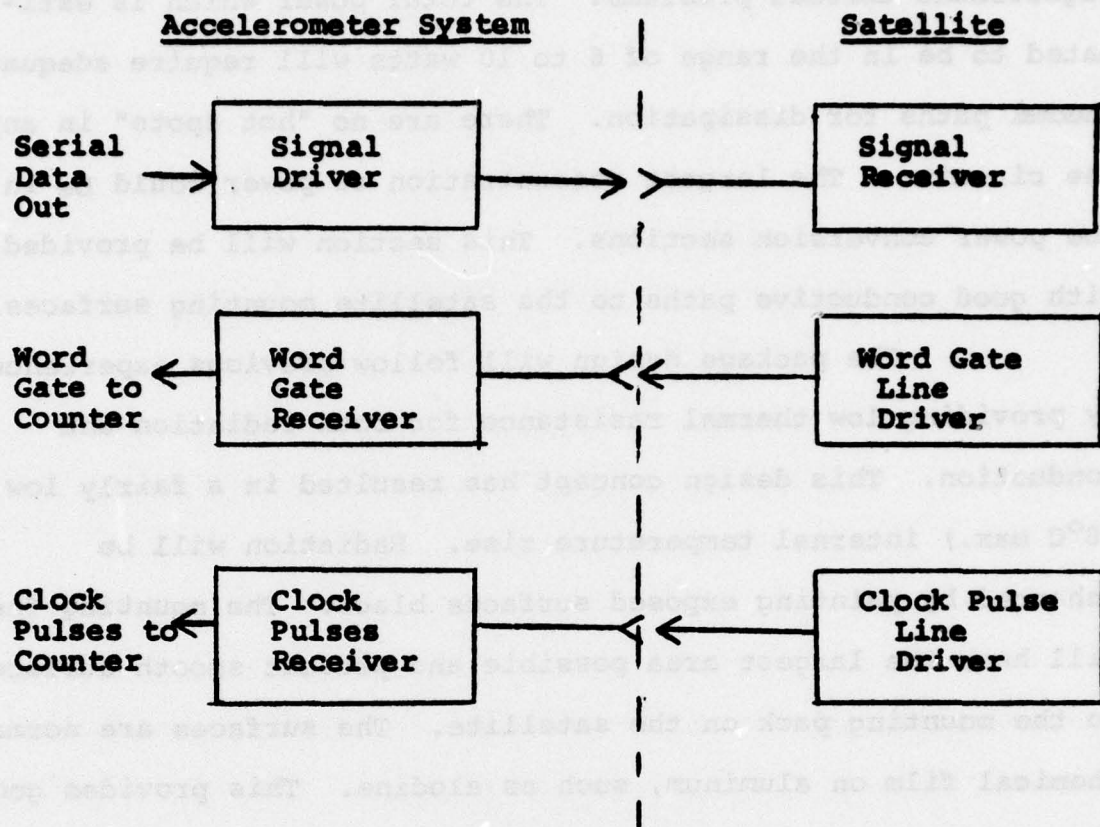 Accelerometer System
Satellite
Serial
Data
Out
Signal
Driver
Signal
Receiver
Word
Gate to
Counter
Word
Gate
Receiver
Word Gate
Line
Driver
Clock
Pulses to
Counter
Clock
Pulses
Receiver
Clock Pulse
Line
Driver